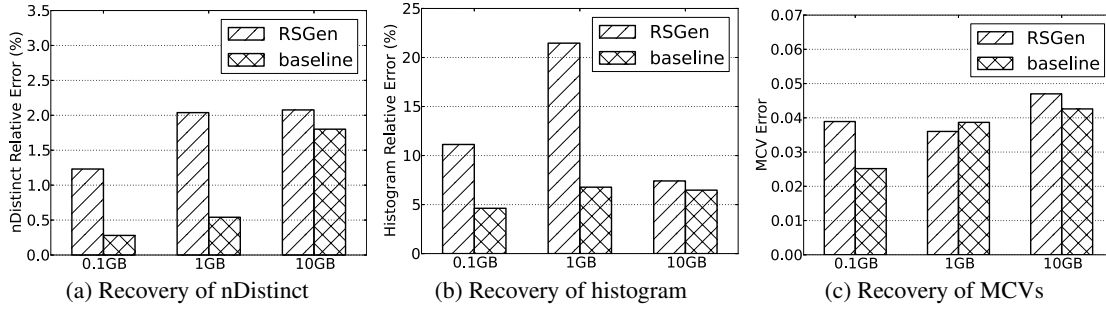 3.5
3.0
2.5
2.0
1.5
1.0
0.5
0.0
nDistinct Relative Error (%)
RSGen
baseline
0.1GB 1GB 10GB
(a) Recovery of nDistinct
25
20
15
10
5
0
Histogram Relative Error (%)
RSGen
baseline
0.1GB 1GB 10GB
(b) Recovery of histogram
0.07
0.06
0.05
0.04
0.03
0.02
0.01
0.00
MCV Error
RSGen
baseline
0.1GB 1GB 10GB
(c) Recovery of MCVs